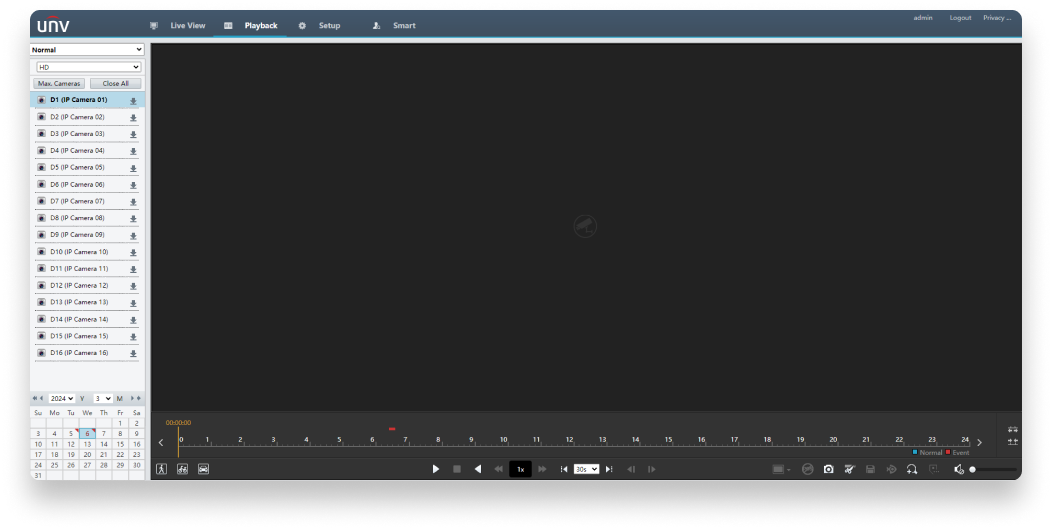 unv Live View Playback Setup Smart admin Logout Privacy ...
Normal
HD
Max. Cameras Close All
D1 (IP Camera 01)
D2 (IP Camera 02)
D3 (IP Camera 03)
D4 (IP Camera 04)
D5 (IP Camera 05)
D6 (IP Camera 06)
D7 (IP Camera 07)
D8 (IP Camera 08)
D9 (IP Camera 09)
D10 (IP Camera 10)
D11 (IP Camera 11)
D12 (IP Camera 12)
D13 (IP Camera 13)
D14 (IP Camera 14)
D15 (IP Camera 15)
D16 (IP Camera 16)
2024 Y 3 M
Su Mo Tu We Th Fr Sa
1 2
3 4 5 6 7 8 9
10 11 12 13 14 15 16
17 18 19 20 21 22 23
24 25 26 27 28 29 30
31
00:00:00
0 1 2 3 4 5 6 7 8 9 10 11 12 13 14 15 16 17 18 19 20 21 22 23 24
Normal Event
1x 30s